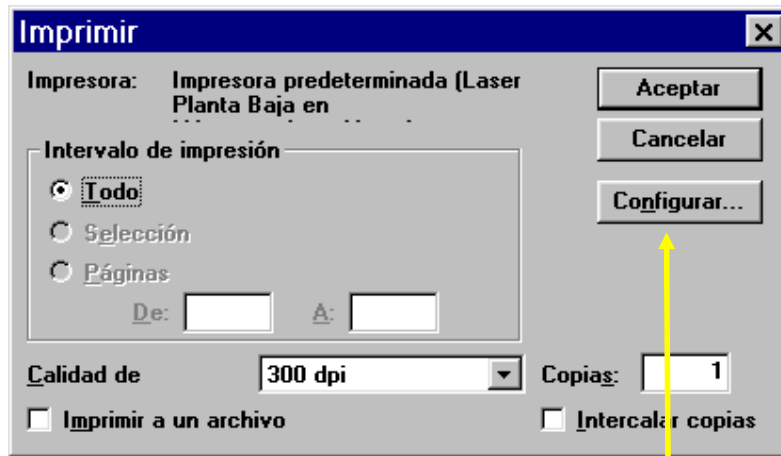 Imprimir
Impresora: Impresora predeterminada (Laser
Planta Baja en
Aceptar
Cancelar
Configurar...
Intervalo de impresión
Todo
Selección
Páginas
De: A:
Calidad de 300 dpi Copias: 1
Imprimir a un archivo Intercalar copias